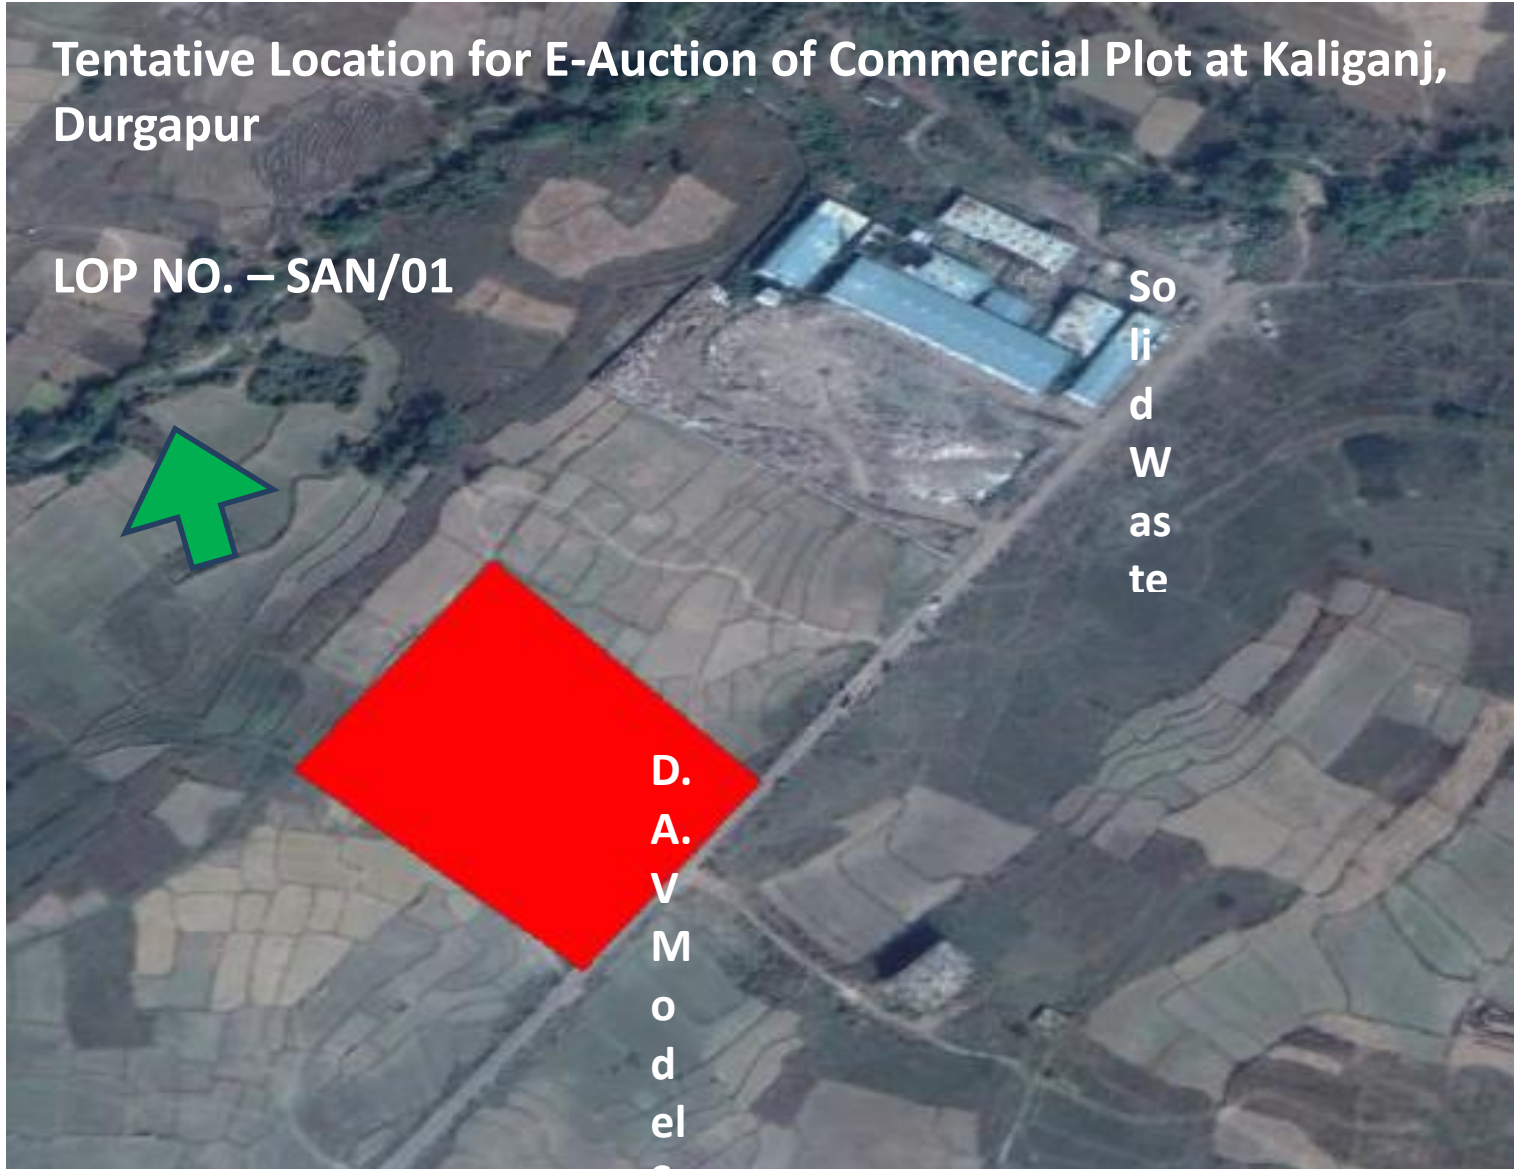 Tentative Location for E-Auction of Commercial Plot at Kaliganj,
Durgapur
LOP NO. – SAN/01
So
li
d
W
as
te
D.
A.
V
M
o
d
el